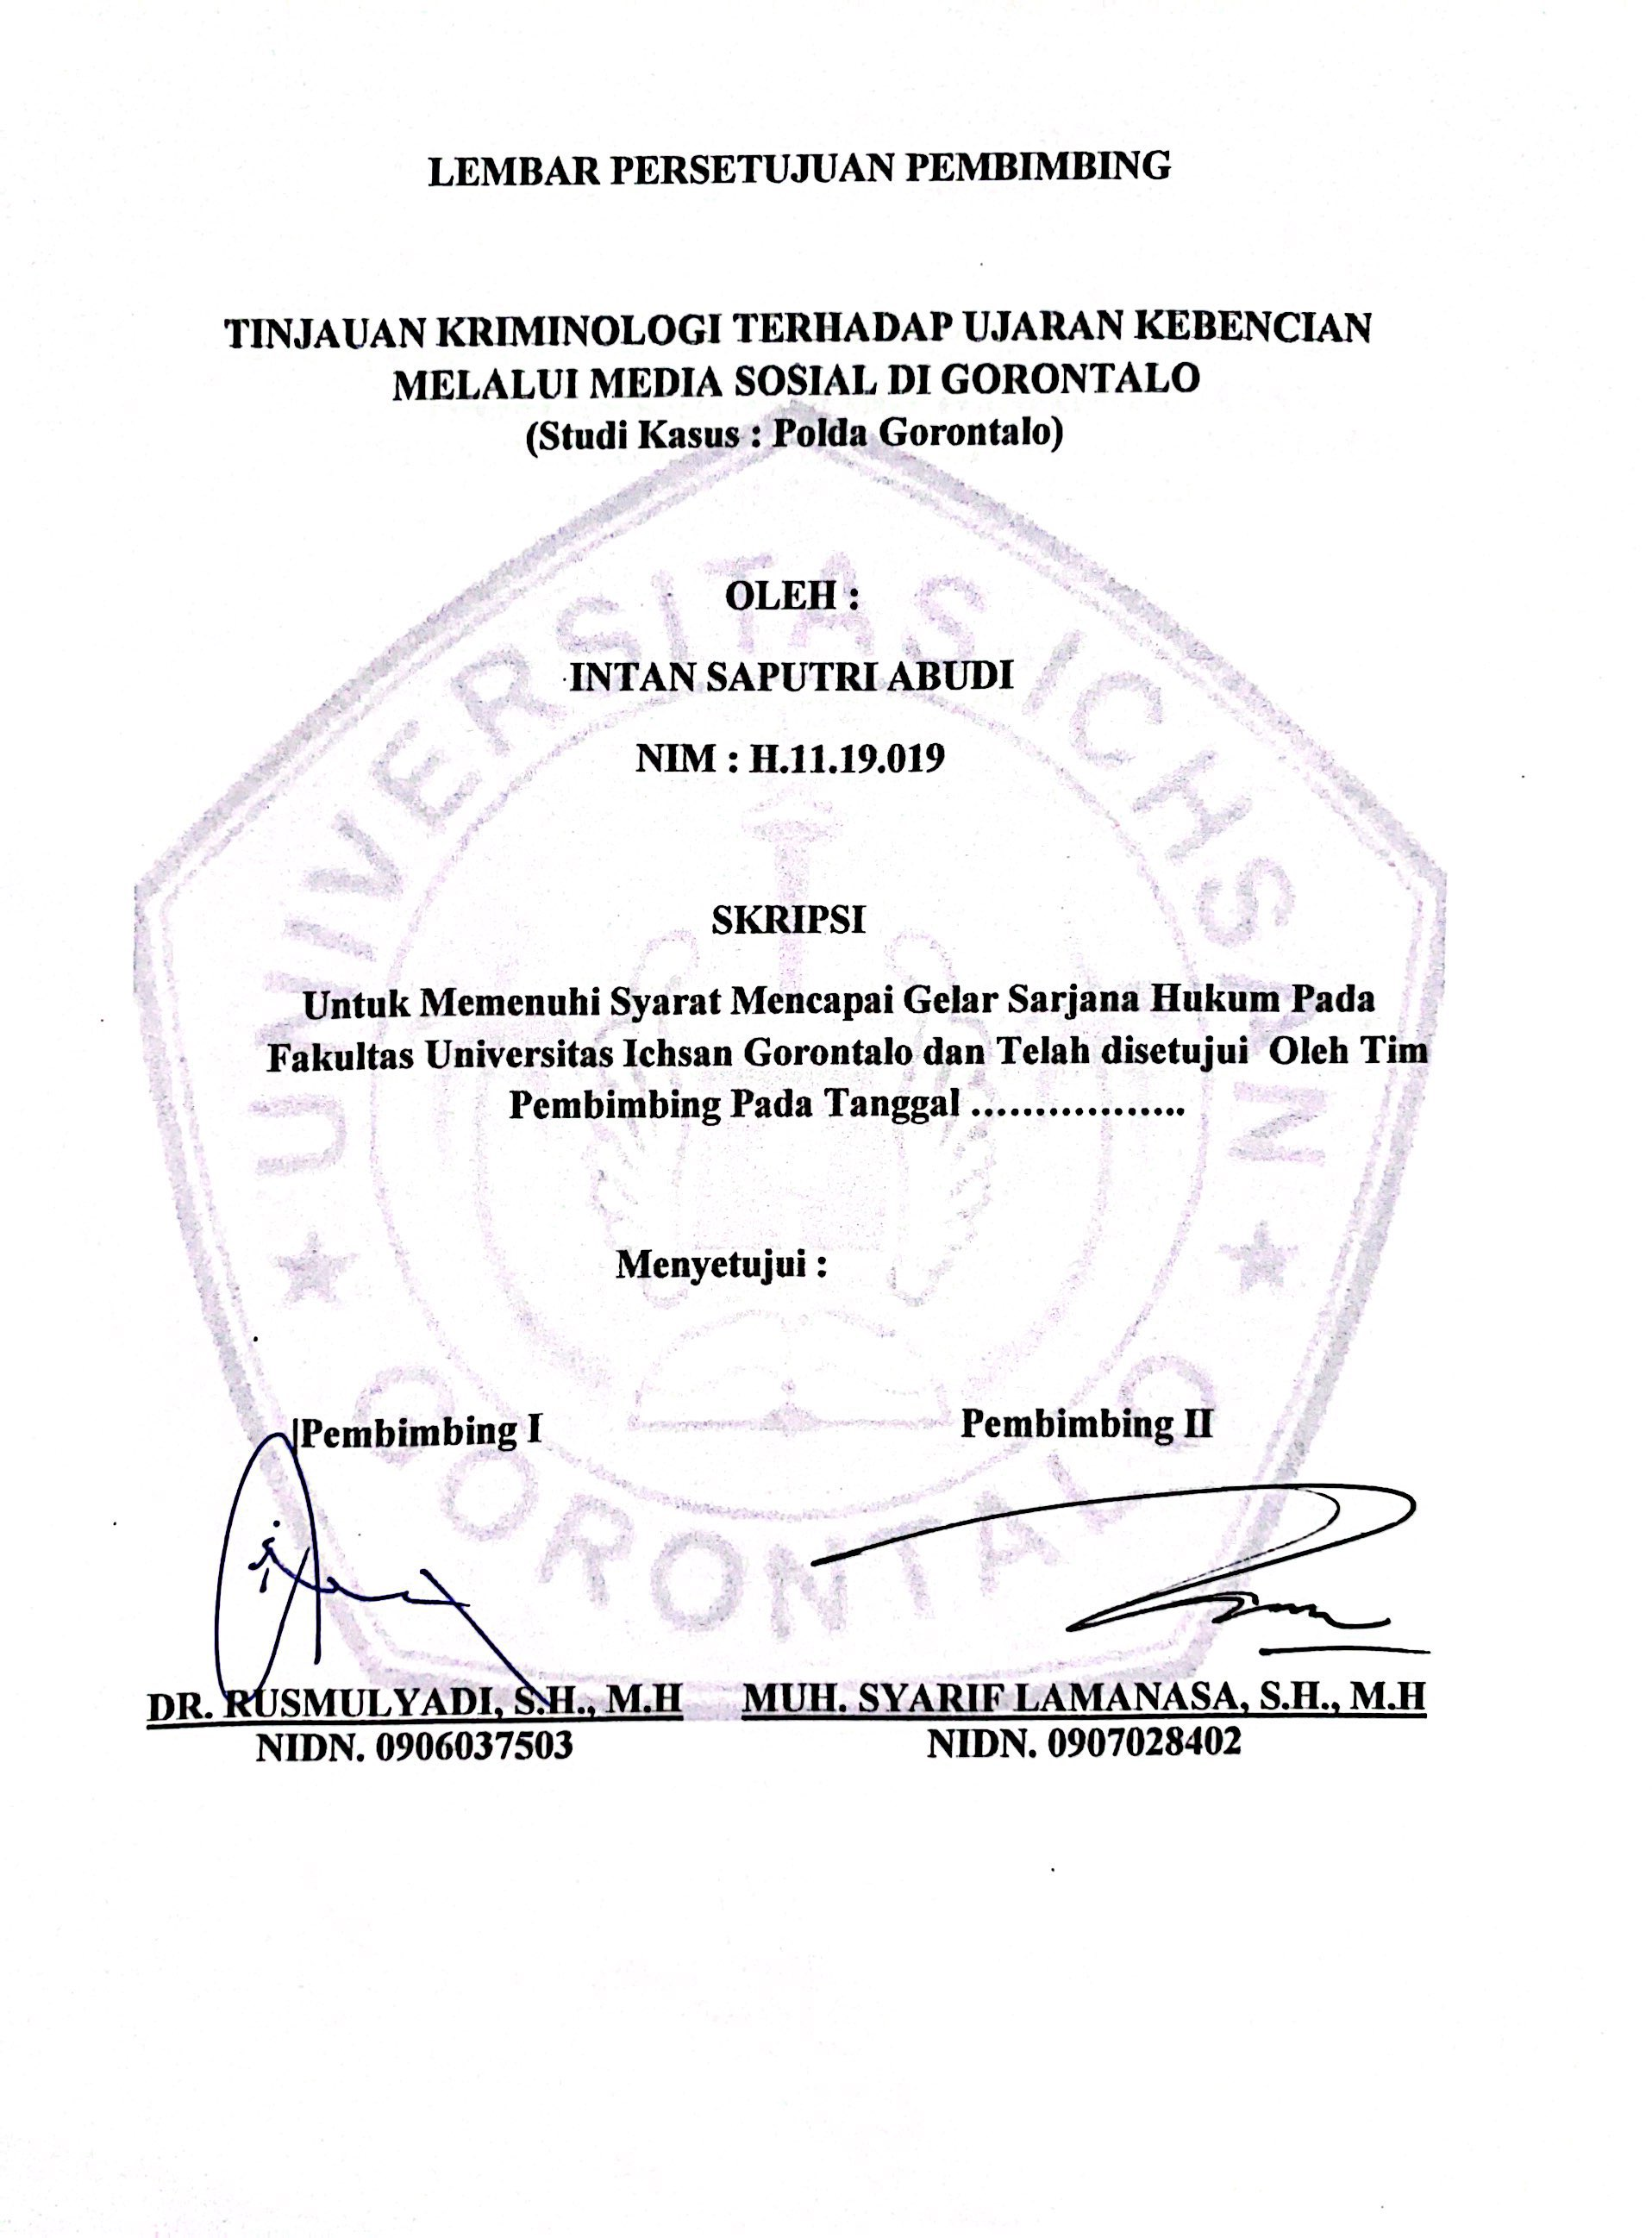 LEMBAR PERSETUJUAN PEMBIMBING
TINJAUAN KRIMINOLOGI TERHADAP UJARAN KEBENCIAN
MELALUI MEDIA SOSIAL DI GORONTALO
(Studi Kasus : Polda Gorontalo)
OLEH :
INTAN SAPUTRI ABUDI
NIM : H.11.19.019
SKRIPSI
Untuk Memenuhi Syarat Mencapai Gelar Sarjana Hukum Pada
Fakultas Universitas Ichsan Gorontalo dan Telah disetujui Oleh Tim
Pembimbing Pada Tanggal .................
Menyetujui :
Pembimbing I Pembimbing II
DR. RUSMULYADI, S.H., M.H MUH. SYARIF LAMANASA, S.H., M.H
NIDN. 0906037503 NIDN. 0907028402
UNIVERSITAS ICHSAN
GORONTALO